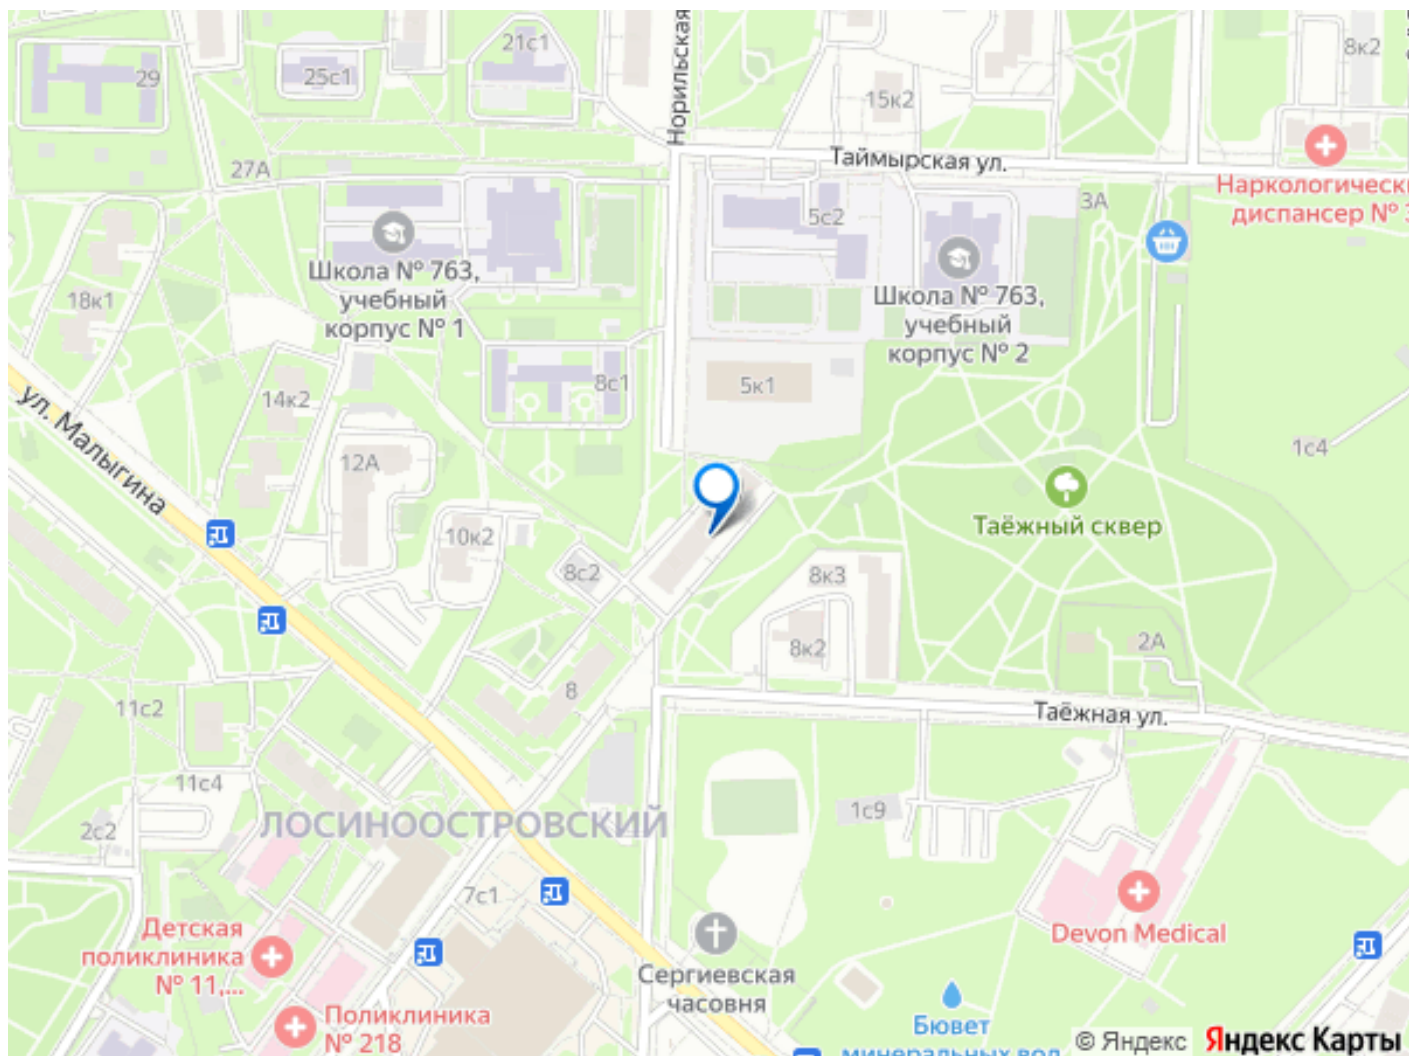 21с1
Норильская
8к2
29
25с1
15к2
Таймырская ул.
27А
Наркологически
диспансер № 3
3А
5с2
Школа № 763,
учебный
корпус № 1
Школа № 763,
учебный
корпус № 2
18к1
8с1
5к1
14к2
ул. Малыгина
1с4
12А
Таёжный сквер
10к2
8с2
8к3
8к2
2А
8
11с2
Таёжная ул.
11с4
1с9
ЛОСИНООСТРОВСКИЙ
2с2
7с1
Детская
поликлиника
№ 11,...
Devon Medical
Сергиевская
часовня
Поликлиника
№ 218
Бювет
минеральных вод
© Яндекс Яндекс Карты